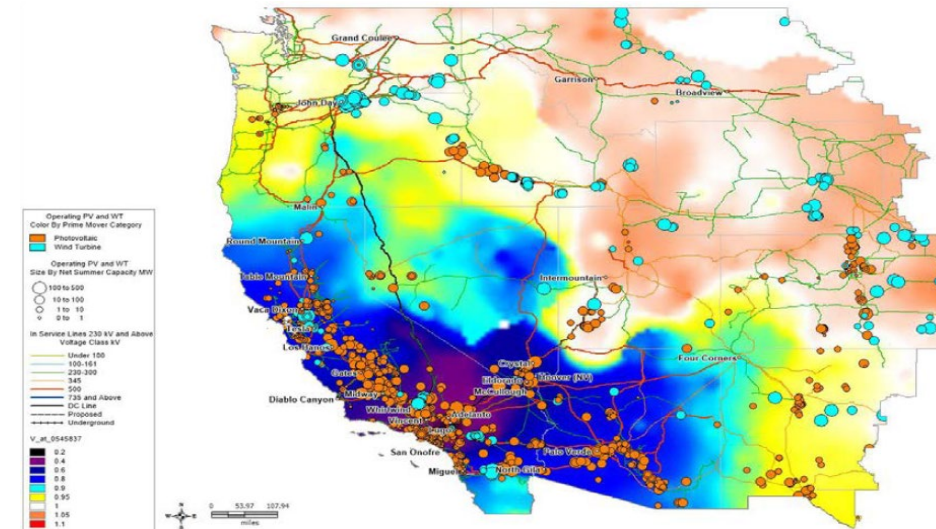 Grand Coulee
Garrison
Broadview
John Day
Malin
Round Mountain
Table Mountain
Intermountain
Vaca Dixon
Tesla
Los Banos
Four Corners
Crystal
Gates
Eldorado
Hoover (NV)
Midway
McCullough
Diablo Canyon
Whirlwind
Adelanto
Vincent
Lugo
San Onofre
Palo Verde
Miguel
North Gila
Operating PV and WT
Color By Prime Mover Category
Photovoltaic
Wind Turbine
Operating PV and WT
Size By Net Summer Capacity MW
100 to 500
10 to 100
1 to 10
0 to 1
In Service Lines 230 kV and Above
Voltage Class kV
Under 100
100-161
230-300
345
500
735 and Above
DC Line
Proposed
Underground
V_at_0545837
0.2
0.4
0.6
0.8
0.9
0.95
1
1.05
1.1
0 53.97 107.94
miles